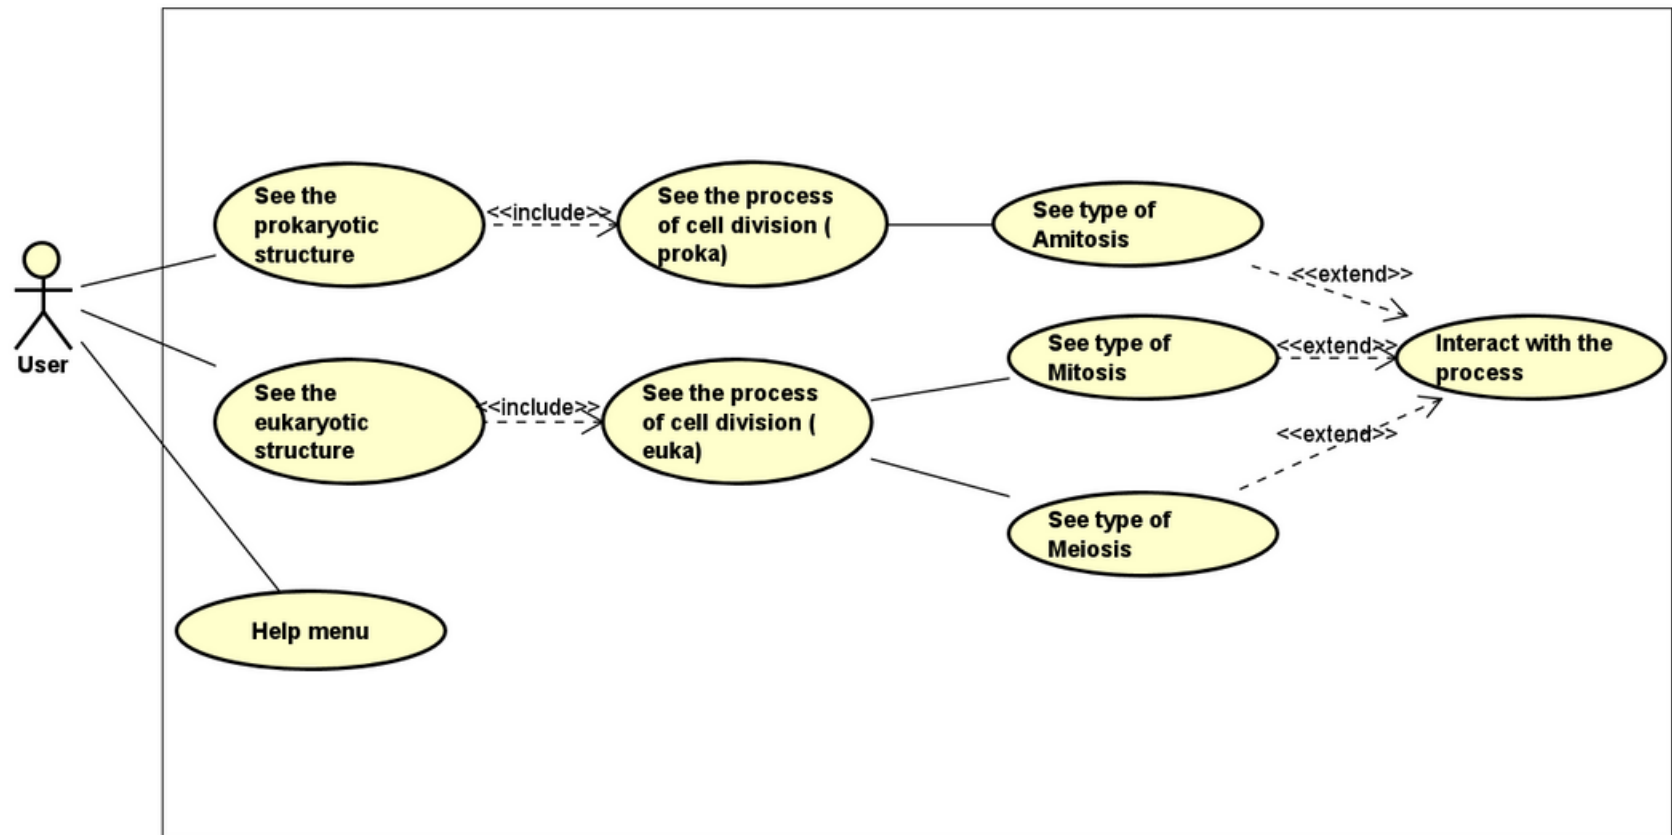 See the
prokaryotic
structure
<<include>>
See the process
of cell division (
proka)
See type of
Amitosis
<<extend>>
User
See the
eukaryotic
structure
<<include>>
See the process
of cell division (
euka)
See type of
Mitosis
<<extend>>
Interact with the
process
<<extend>>
See type of
Meiosis
Help menu